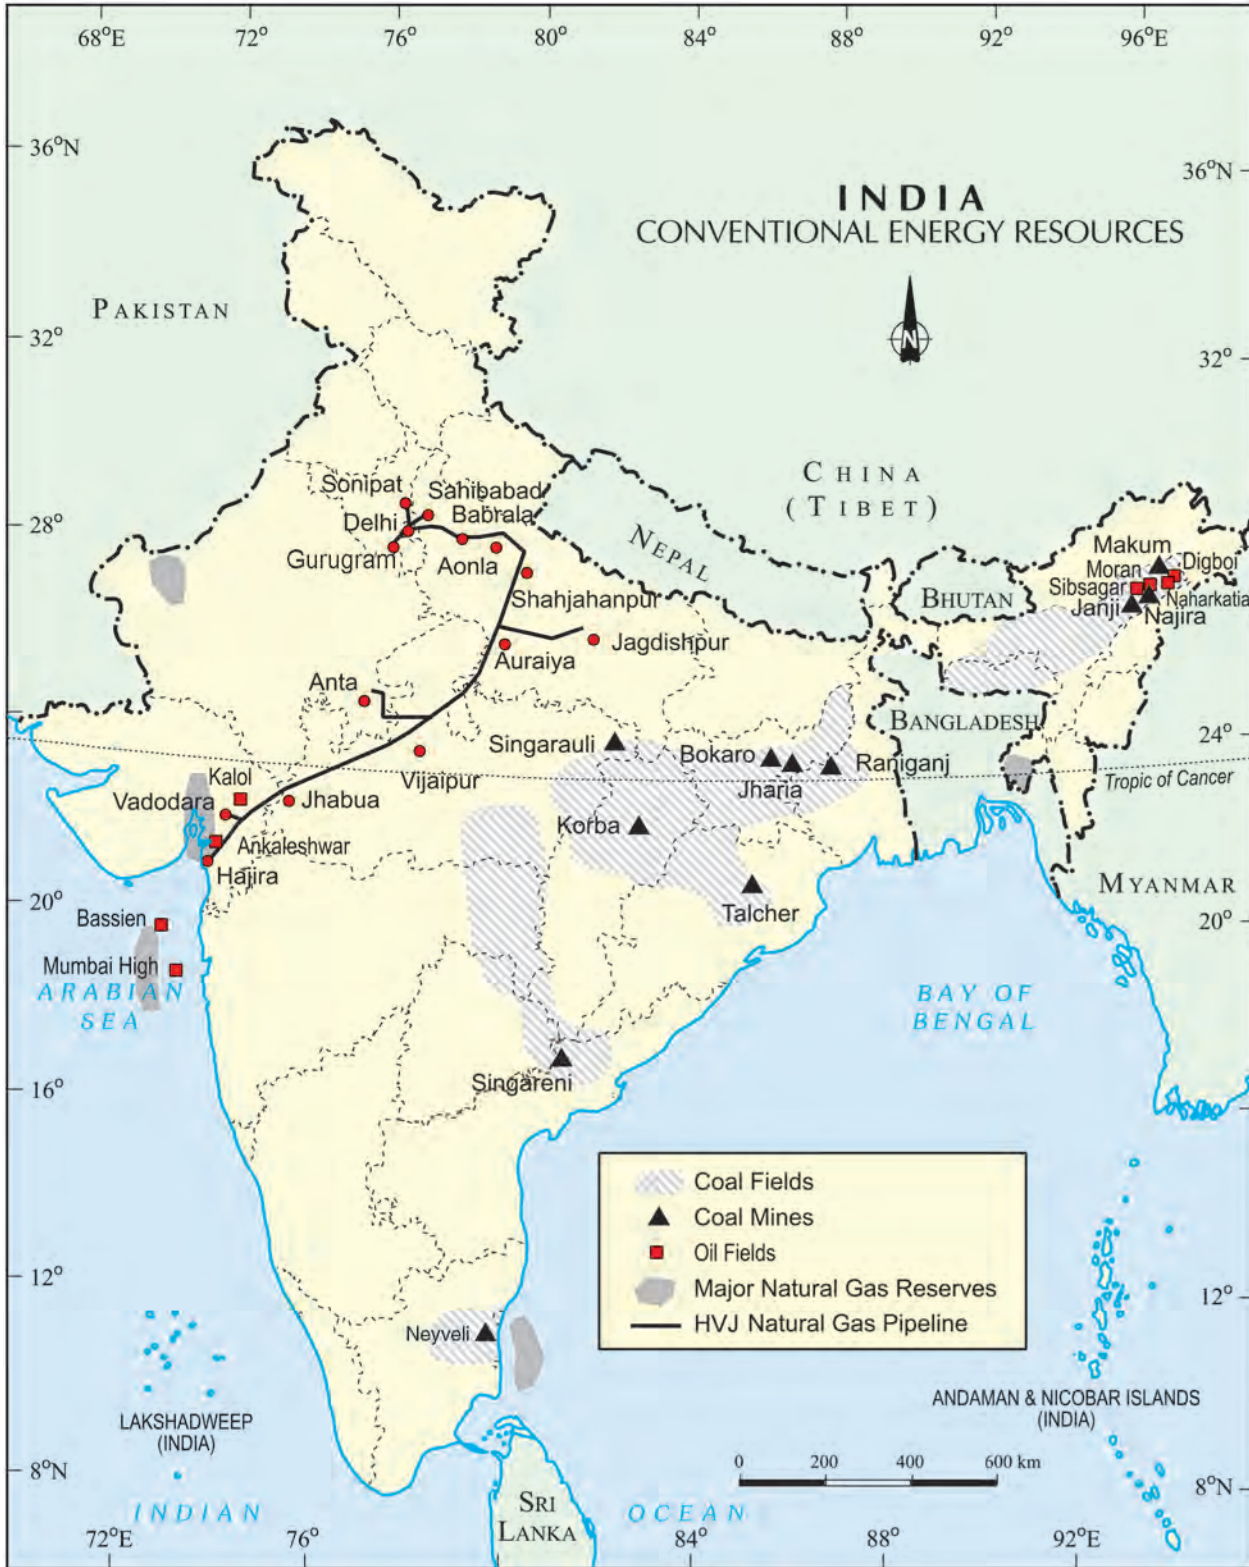 68°E 72° 76° 80° 84° 88° 92° 96°E
36°N
36°N
INDIA
CONVENTIONAL ENERGY RESOURCES
PAKISTAN
N
32°
32°
CHINA
(TIBET)
NEPAL
BHUTAN
28°
28°
Sonipat
Sahibabad
Delhi
Babrala
Gurugram
Aonla
Shahjahanpur
Makum
Moran
Digboi
Sibsagar
Naharkatia
Janji
Najira
Auraiya
Jagdishpur
Anta
BANGLADESH
Singarauli
Bokaro
Raniganj
24°
Vijaipur
Jharia
Tropic of Cancer
Kalol
Vadodara
Jhabua
Korba
Ankaleshwar
Hajira
Talcher
MYANMAR
20°
20°
Bassien
Mumbai High
ARABIAN
SEA
BAY OF
BENGAL
Singareni
16°
Coal Fields
Coal Mines
Oil Fields
Major Natural Gas Reserves
HVJ Natural Gas Pipeline
12°
12°
Neyveli
LAKSHADWEEP
(INDIA)
ANDAMAN & NICOBAR ISLANDS
(INDIA)
0 200 400 600 km
8°N
8°N
INDIAN
OCEAN
SRI
LANKA
72°E 76° 84° 88° 92°E